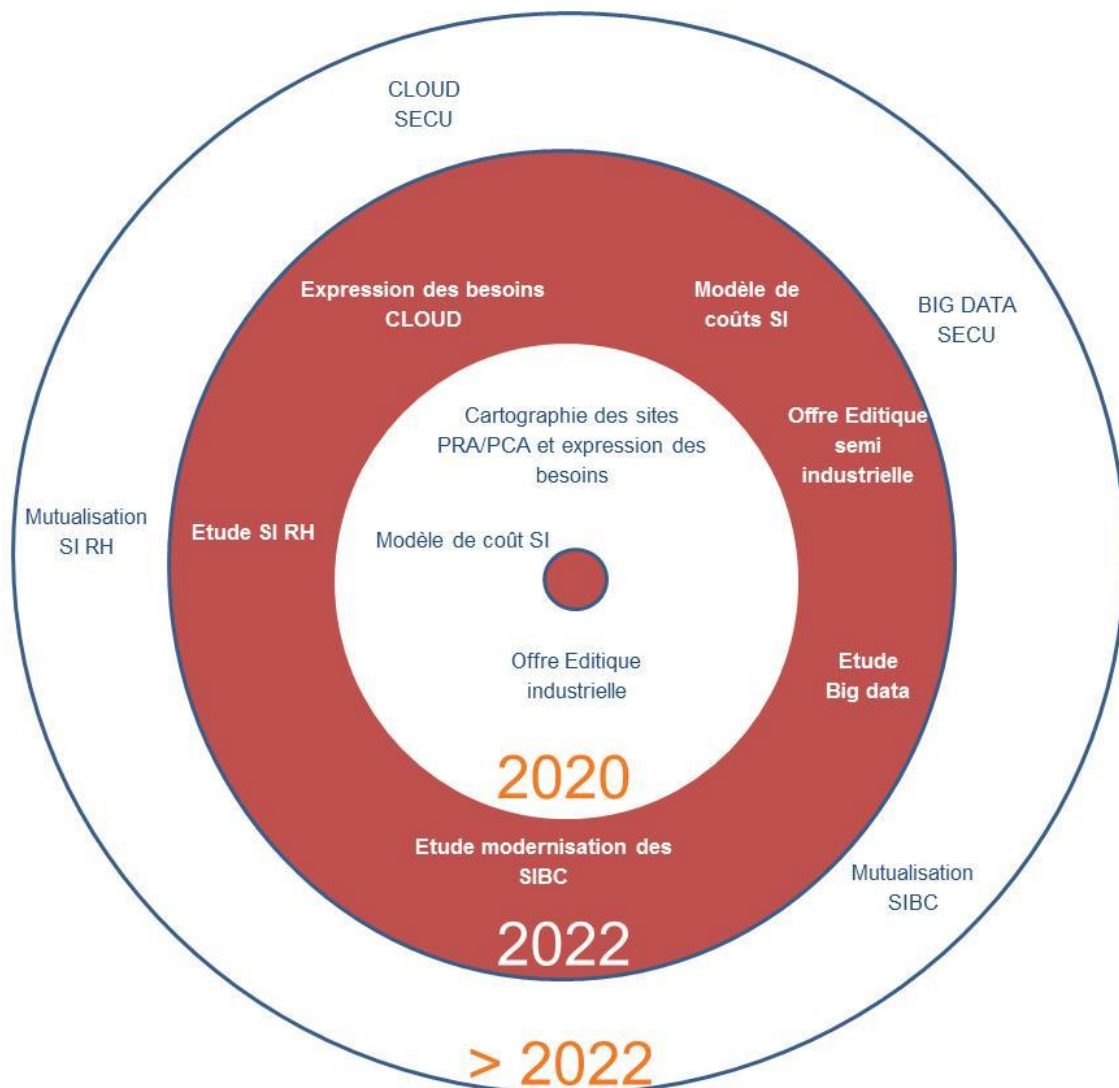 CLOUD
SECU
Expression des besoins
CLOUD
Modèle de
coûts SI
BIG DATA
SECU
Cartographie des sites
PRA/PCA et expression des
besoins
Offre Editique
semi
industrielle
Mutualisation
SI RH
Etude SI RH
Modèle de coût SI
Offre Editique
industrielle
Etude
Big data
2020
Etude modernisation des
SIBC
Mutualisation
SIBC
2022
> 2022